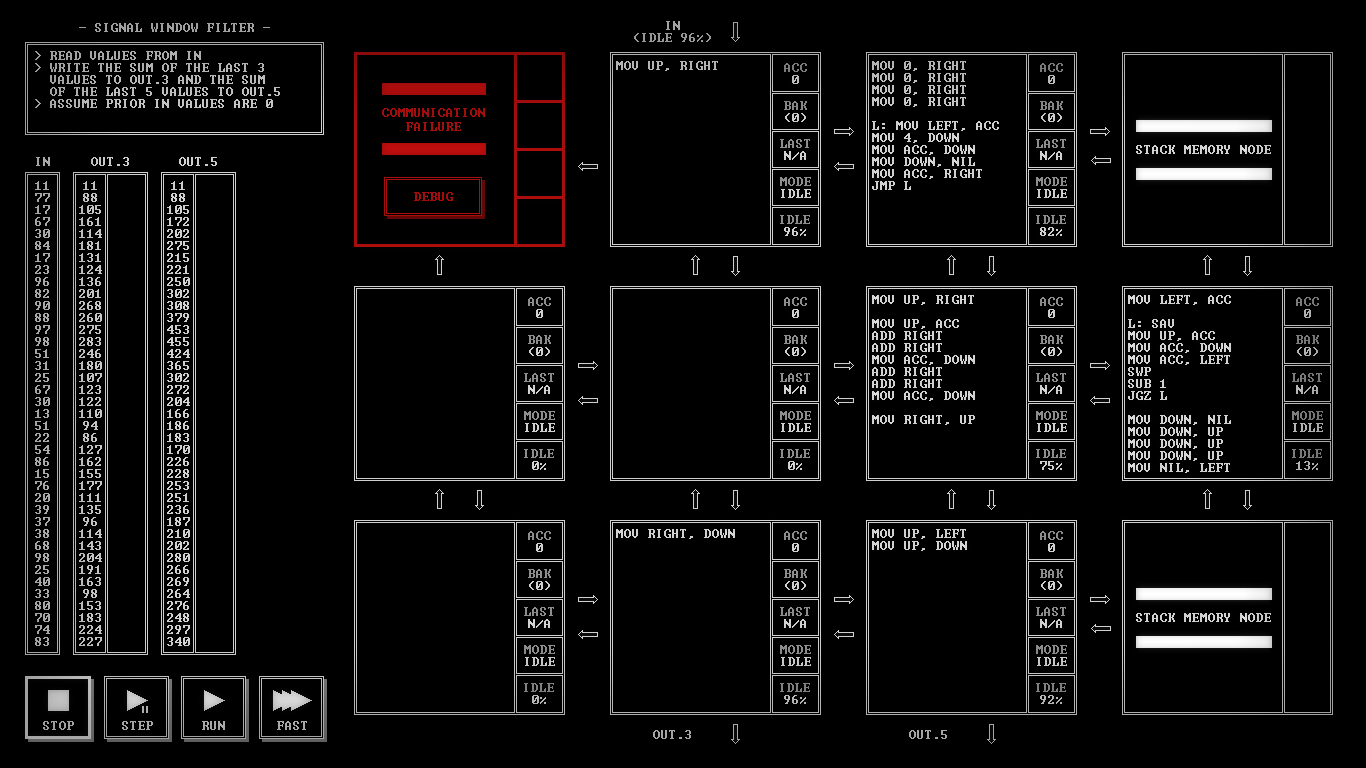 - SIGNAL WINDOW FILTER -
> READ VALUES FROM IN
> WRITE THE SUM OF THE LAST 3
VALUES TO OUT.3 AND THE SUM
OF THE LAST 5 VALUES TO OUT.5
> ASSUME PRIOR IN VALUES ARE 0
IN OUT.3 OUT.5
11 11 11
77 88 88
17 105 105
67 161 172
30 114 202
84 181 275
17 131 215
23 124 221
96 136 250
82 201 302
90 268 308
88 260 379
97 275 453
98 283 455
51 246 424
31 180 365
25 107 302
67 123 272
30 122 204
13 110 166
51 94 186
22 86 183
54 127 170
86 162 226
15 155 228
76 177 253
20 111 251
39 135 236
37 96 187
38 114 210
68 143 202
98 204 280
25 191 266
40 163 269
33 98 264
80 153 276
70 183 248
74 224 297
83 227 340
STOP
STEP
RUN
FAST
IN
(IDLE 96%)
COMMUNICATION
FAILURE
DEBUG
MOV UP, RIGHT
ACC
0
BAK
(0)
LAST
N/A
MODE
IDLE
IDLE
96%
MOV 0, RIGHT
MOV 0, RIGHT
MOV 0, RIGHT
MOV 0, RIGHT
L: MOV LEFT, ACC
MOV 4, DOWN
MOV ACC, DOWN
MOV DOWN, NIL
MOV ACC, RIGHT
JMP L
ACC
0
BAK
(0)
LAST
N/A
MODE
IDLE
IDLE
82%
STACK MEMORY NODE
ACC
0
BAK
(0)
LAST
N/A
MODE
IDLE
IDLE
0%
ACC
0
BAK
(0)
LAST
N/A
MODE
IDLE
IDLE
0%
MOV UP, RIGHT
MOV UP, ACC
ADD RIGHT
ADD RIGHT
MOV ACC, DOWN
ADD RIGHT
ADD RIGHT
MOV ACC, DOWN
MOV RIGHT, UP
ACC
0
BAK
(0)
LAST
N/A
MODE
IDLE
IDLE
75%
MOV LEFT, ACC
L: SAV
MOV UP, ACC
MOV ACC, DOWN
MOV ACC, LEFT
SWP
SUB 1
JGZ L
MOV DOWN, NIL
MOV DOWN, UP
MOV DOWN, UP
MOV DOWN, UP
MOV NIL, LEFT
ACC
0
BAK
(0)
LAST
N/A
MODE
IDLE
IDLE
13%
ACC
0
BAK
(0)
LAST
N/A
MODE
IDLE
IDLE
0%
MOV RIGHT, DOWN
ACC
0
BAK
(0)
LAST
N/A
MODE
IDLE
IDLE
96%
MOV UP, LEFT
MOV UP, DOWN
ACC
0
BAK
(0)
LAST
N/A
MODE
IDLE
IDLE
92%
STACK MEMORY NODE
OUT.3
OUT.5